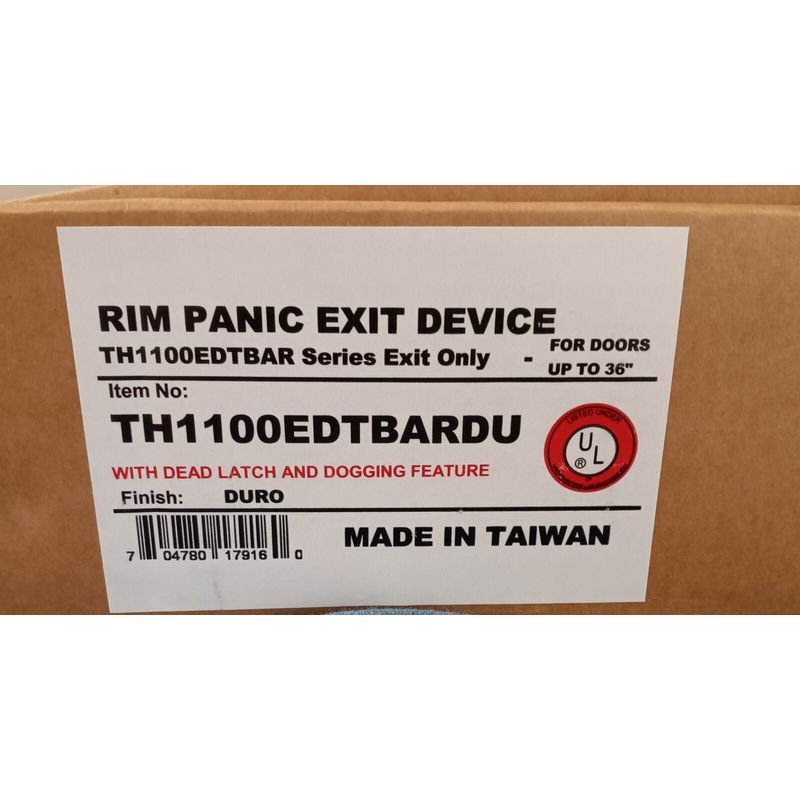 RIM PANIC EXIT DEVICE
TH1100EDTBAR Series Exit Only - FOR DOORS
UP TO 36"
Item No:
TH1100EDTBARDU
LISTED UNDER
UL
®
WITH DEAD LATCH AND DOGGING FEATURE
Finish: DURO
7 04780 17916 0
MADE IN TAIWAN